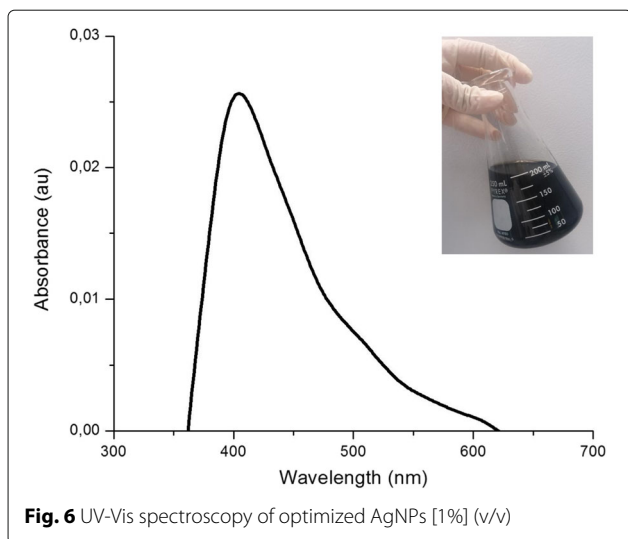 0,03
0,02
0,01
0,00
Absorbance (au)
300 400 500 600 700
Wavelength (nm)
200 mL
150
100
50
Fig. 6 UV-Vis spectroscopy of optimized AgNPs [1%] (v/v)